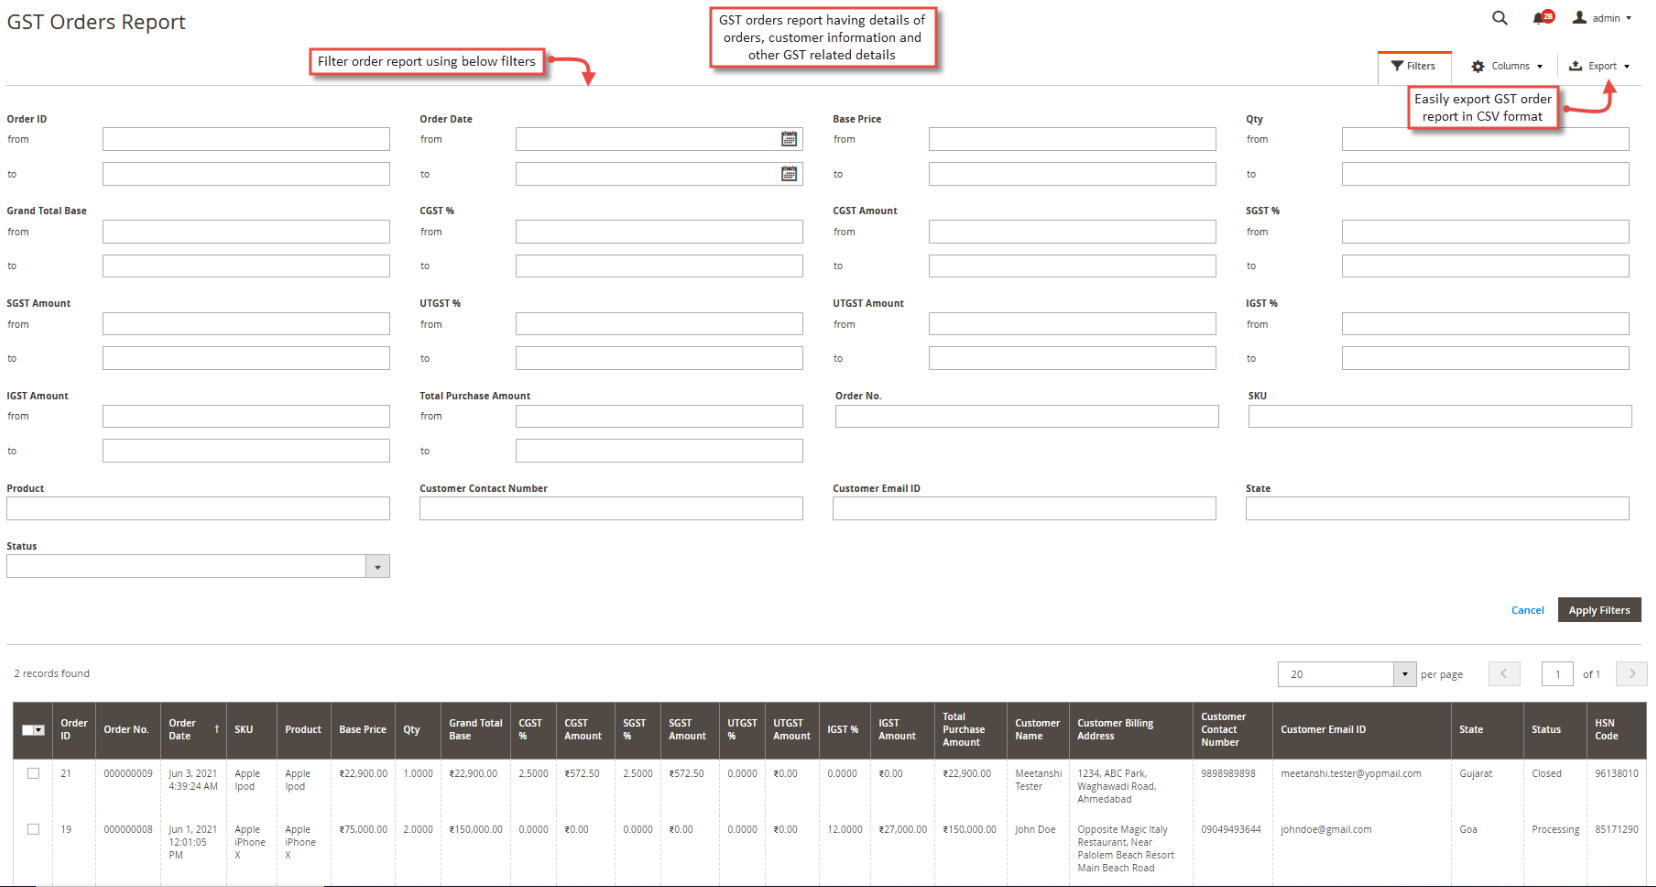 GST Orders Report
GST orders report having details of
orders, customer information and
other GST related details
28
admin
Filter order report using below filters
Filters
Columns
Export
Easily export GST order
report in CSV format
Order ID
from
to
Order Date
from
to
Base Price
from
to
Qty
from
to
Grand Total Base
from
to
CGST %
from
to
CGST Amount
from
to
SGST %
from
to
SGST Amount
from
to
UTGST %
from
to
UTGST Amount
from
to
IGST %
from
to
IGST Amount
from
to
Total Purchase Amount
from
to
Order No.
SKU
Product
Customer Contact Number
Customer Email ID
State
Status
Cancel
Apply Filters
2 records found
20
per page
1
of 1
Order
ID
Order No.
Order
Date ↑
SKU
Product
Base Price
Qty
Grand Total
Base
CGST
%
CGST
Amount
SGST
%
SGST
Amount
UTGST
%
UTGST
Amount
IGST %
IGST
Amount
Total
Purchase
Amount
Customer
Name
Customer Billing
Address
Customer
Contact
Number
Customer Email ID
State
Status
HSN
Code
21
000000009
Jun 3, 2021
4:39:24 AM
Apple
Ipod
Apple
Ipod
₹22,900.00
1.0000
₹22,900.00
2.5000
₹572.50
2.5000
₹572.50
0.0000
₹0.00
0.0000
₹0.00
₹22,900.00
Meetanshi
Tester
1234, ABC Park,
Waghawadi Road,
Ahmedabad
9898989898
meetanshi.tester@yopmail.com
Gujarat
Closed
96138010
19
000000008
Jun 1, 2021
12:01:05
PM
Apple
iPhone
X
Apple
iPhone
X
₹75,000.00
2.0000
₹150,000.00
0.0000
₹0.00
0.0000
₹0.00
0.0000
₹0.00
12.0000
₹27,000.00
₹150,000.00
John Doe
Opposite Magic Italy
Restaurant, Near
Palolem Beach Resort
Main Beach Road
09049493644
johndoe@gmail.com
Goa
Processing
85171290